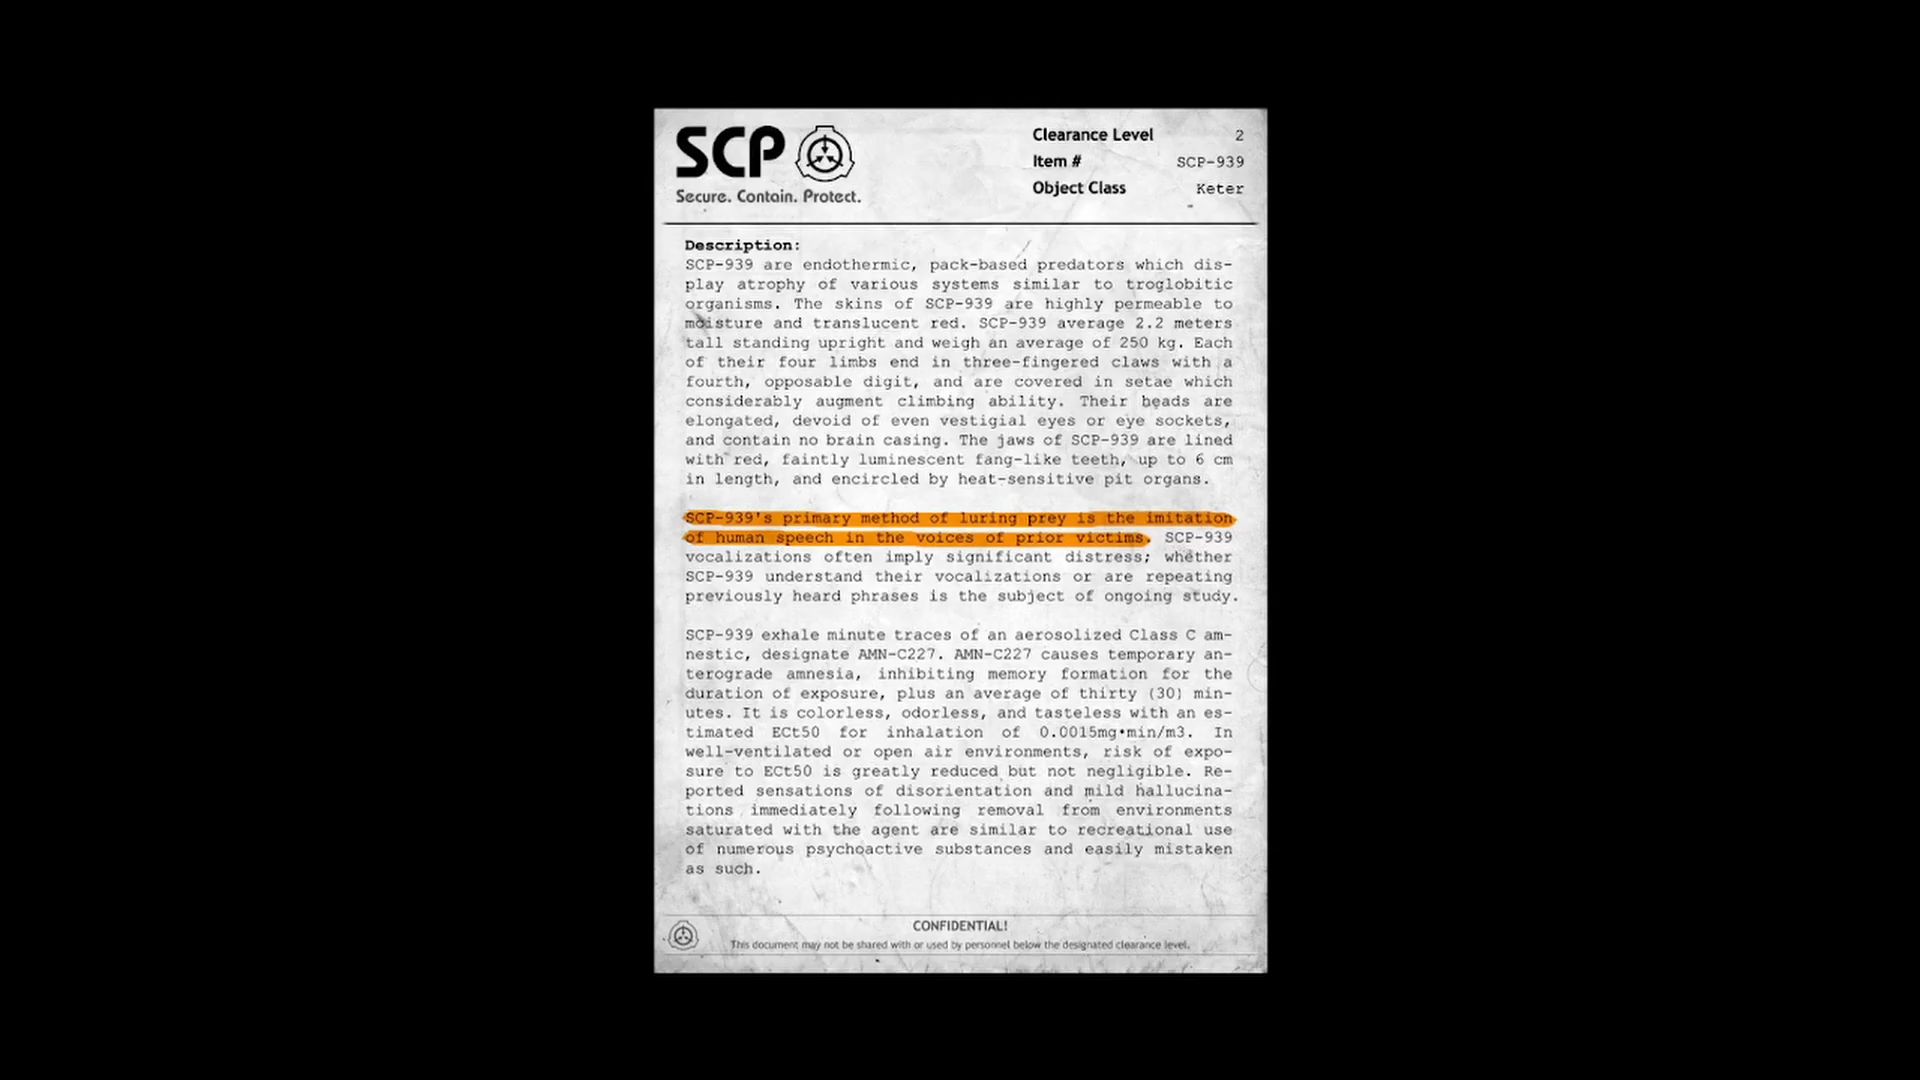 SCP
Secure. Contain. Protect.
Clearance Level 2
Item # SCP-939
Object Class Keter
Description:
SCP-939 are endothermic, pack-based predators which dis-
play atrophy of various systems similar to troglobitic
organisms. The skins of SCP-939 are highly permeable to
moisture and translucent red. SCP-939 average 2.2 meters
tall standing upright and weigh an average of 250 kg. Each
of their four limbs end in three-fingered claws with a
fourth, opposable digit, and are covered in setae which
considerably augment climbing ability. Their heads are
elongated, devoid of even vestigial eyes or eye sockets,
and contain no brain casing. The jaws of SCP-939 are lined
with red, faintly luminescent fang-like teeth, up to 6 cm
in length, and encircled by heat-sensitive pit organs.
SCP-939's primary method of luring prey is the imitation
of human speech in the voices of prior victims. SCP-939
vocalizations often imply significant distress; whether
SCP-939 understand their vocalizations or are repeating
previously heard phrases is the subject of ongoing study.
SCP-939 exhale minute traces of an aerosolized Class C am-
nestic, designate AMN-C227. AMN-C227 causes temporary an-
terograde amnesia, inhibiting memory formation for the
duration of exposure, plus an average of thirty (30) min-
utes. It is colorless, odorless, and tasteless with an es-
timated ECt50 for inhalation of 0.0015mg•min/m3. In
well-ventilated or open air environments, risk of expo-
sure to ECt50 is greatly reduced but not negligible. Re-
ported sensations of disorientation and mild hallucina-
tions immediately following removal from environments
saturated with the agent are similar to recreational use
of numerous psychoactive substances and easily mistaken
as such.
CONFIDENTIAL!
This document may not be shared with or used by personnel below the designated clearance level.